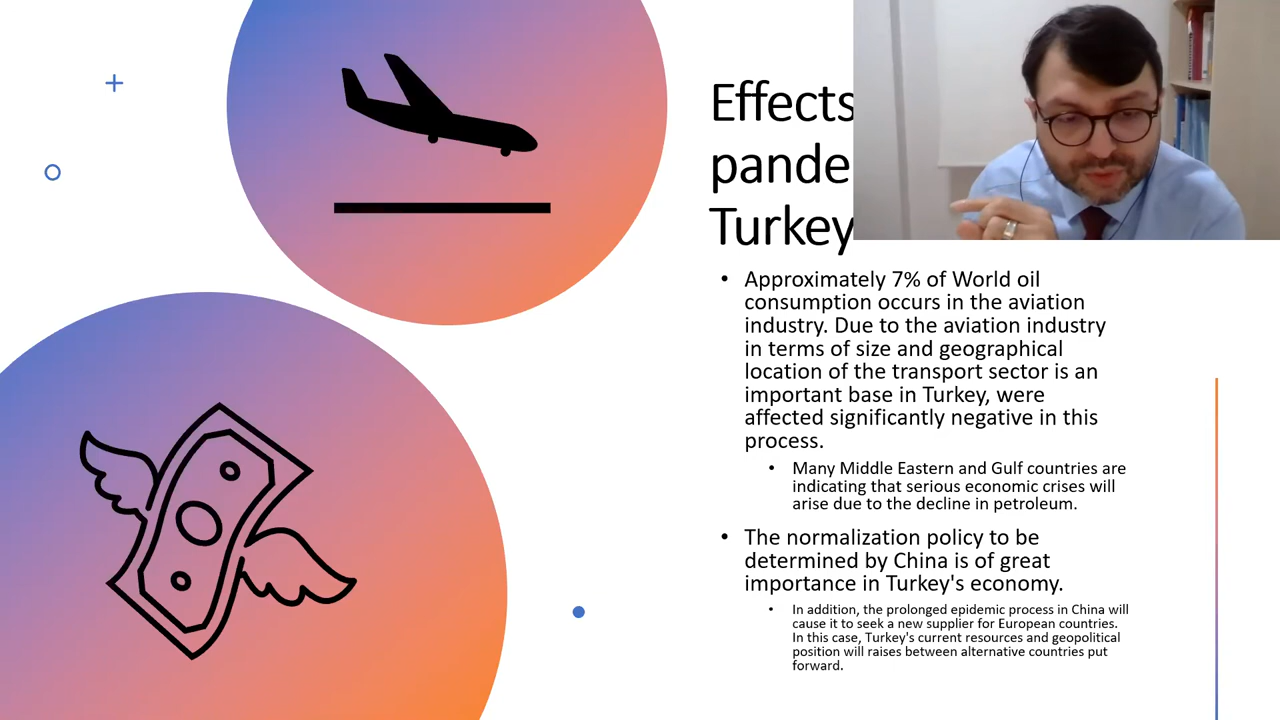 Effects
pande
Turkey
• Approximately 7% of World oil
consumption occurs in the aviation
industry. Due to the aviation industry
in terms of size and geographical
location of the transport sector is an
important base in Turkey, were
affected significantly negative in this
process.
• Many Middle Eastern and Gulf countries are
indicating that serious economic crises will
arise due to the decline in petroleum.
• The normalization policy to be
determined by China is of great
importance in Turkey's economy.
• In addition, the prolonged epidemic process in China will
cause it to seek a new supplier for European countries.
In this case, Turkey's current resources and geopolitical
position will raises between alternative countries put
forward.